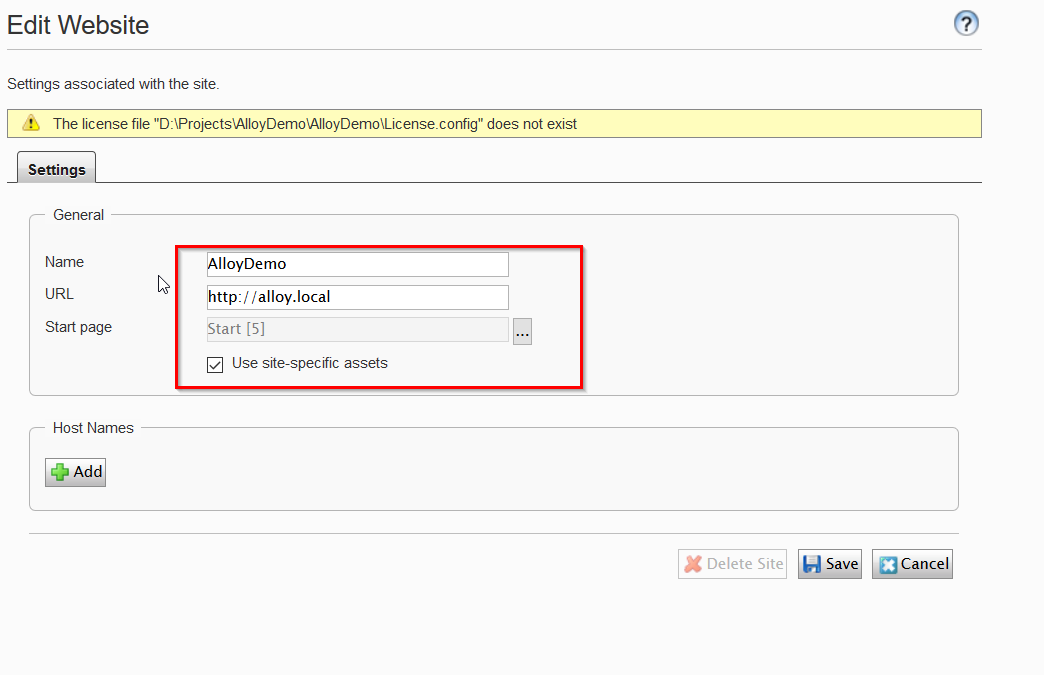 Edit Website
?
Settings associated with the site.
The license file "D:\Projects\AlloyDemo\AlloyDemo\License.config" does not exist
Settings
General
Name AlloyDemo
URL http://alloy.local
Start page Start [5] ...
Use site-specific assets
Host Names
Add
Delete Site Save Cancel